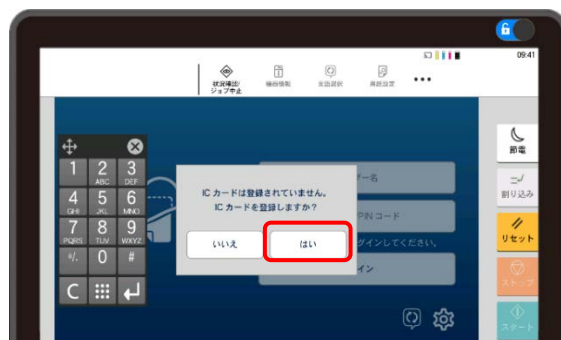 09:41
状況確認/
ジョブ中止
機器情報
言語選択
用紙設定
節電
割り込み
リセット
ストップ
スタート
1
2
ABC
3
DEF
4
GHI
5
JKL
6
MNO
7
PQRS
8
TUV
9
WXYZ
*/.
0
#
C
ICカードは登録されていません。
ICカードを登録しますか?
いいえ
はい
ザー名
PINコード
グインしてください。
イン